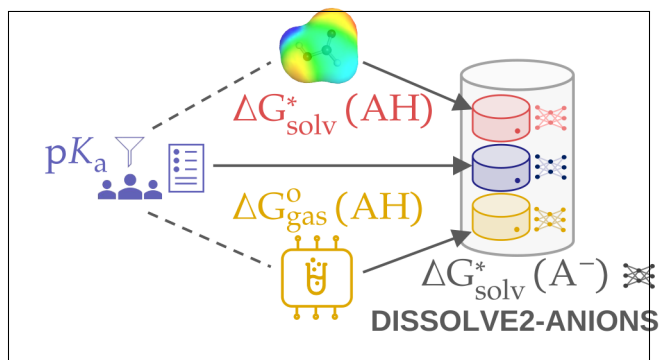 ΔG*solv (AH)
pKa
ΔGogas (AH)
ΔG*solv (A−)
DISSOLVE2-ANIONS